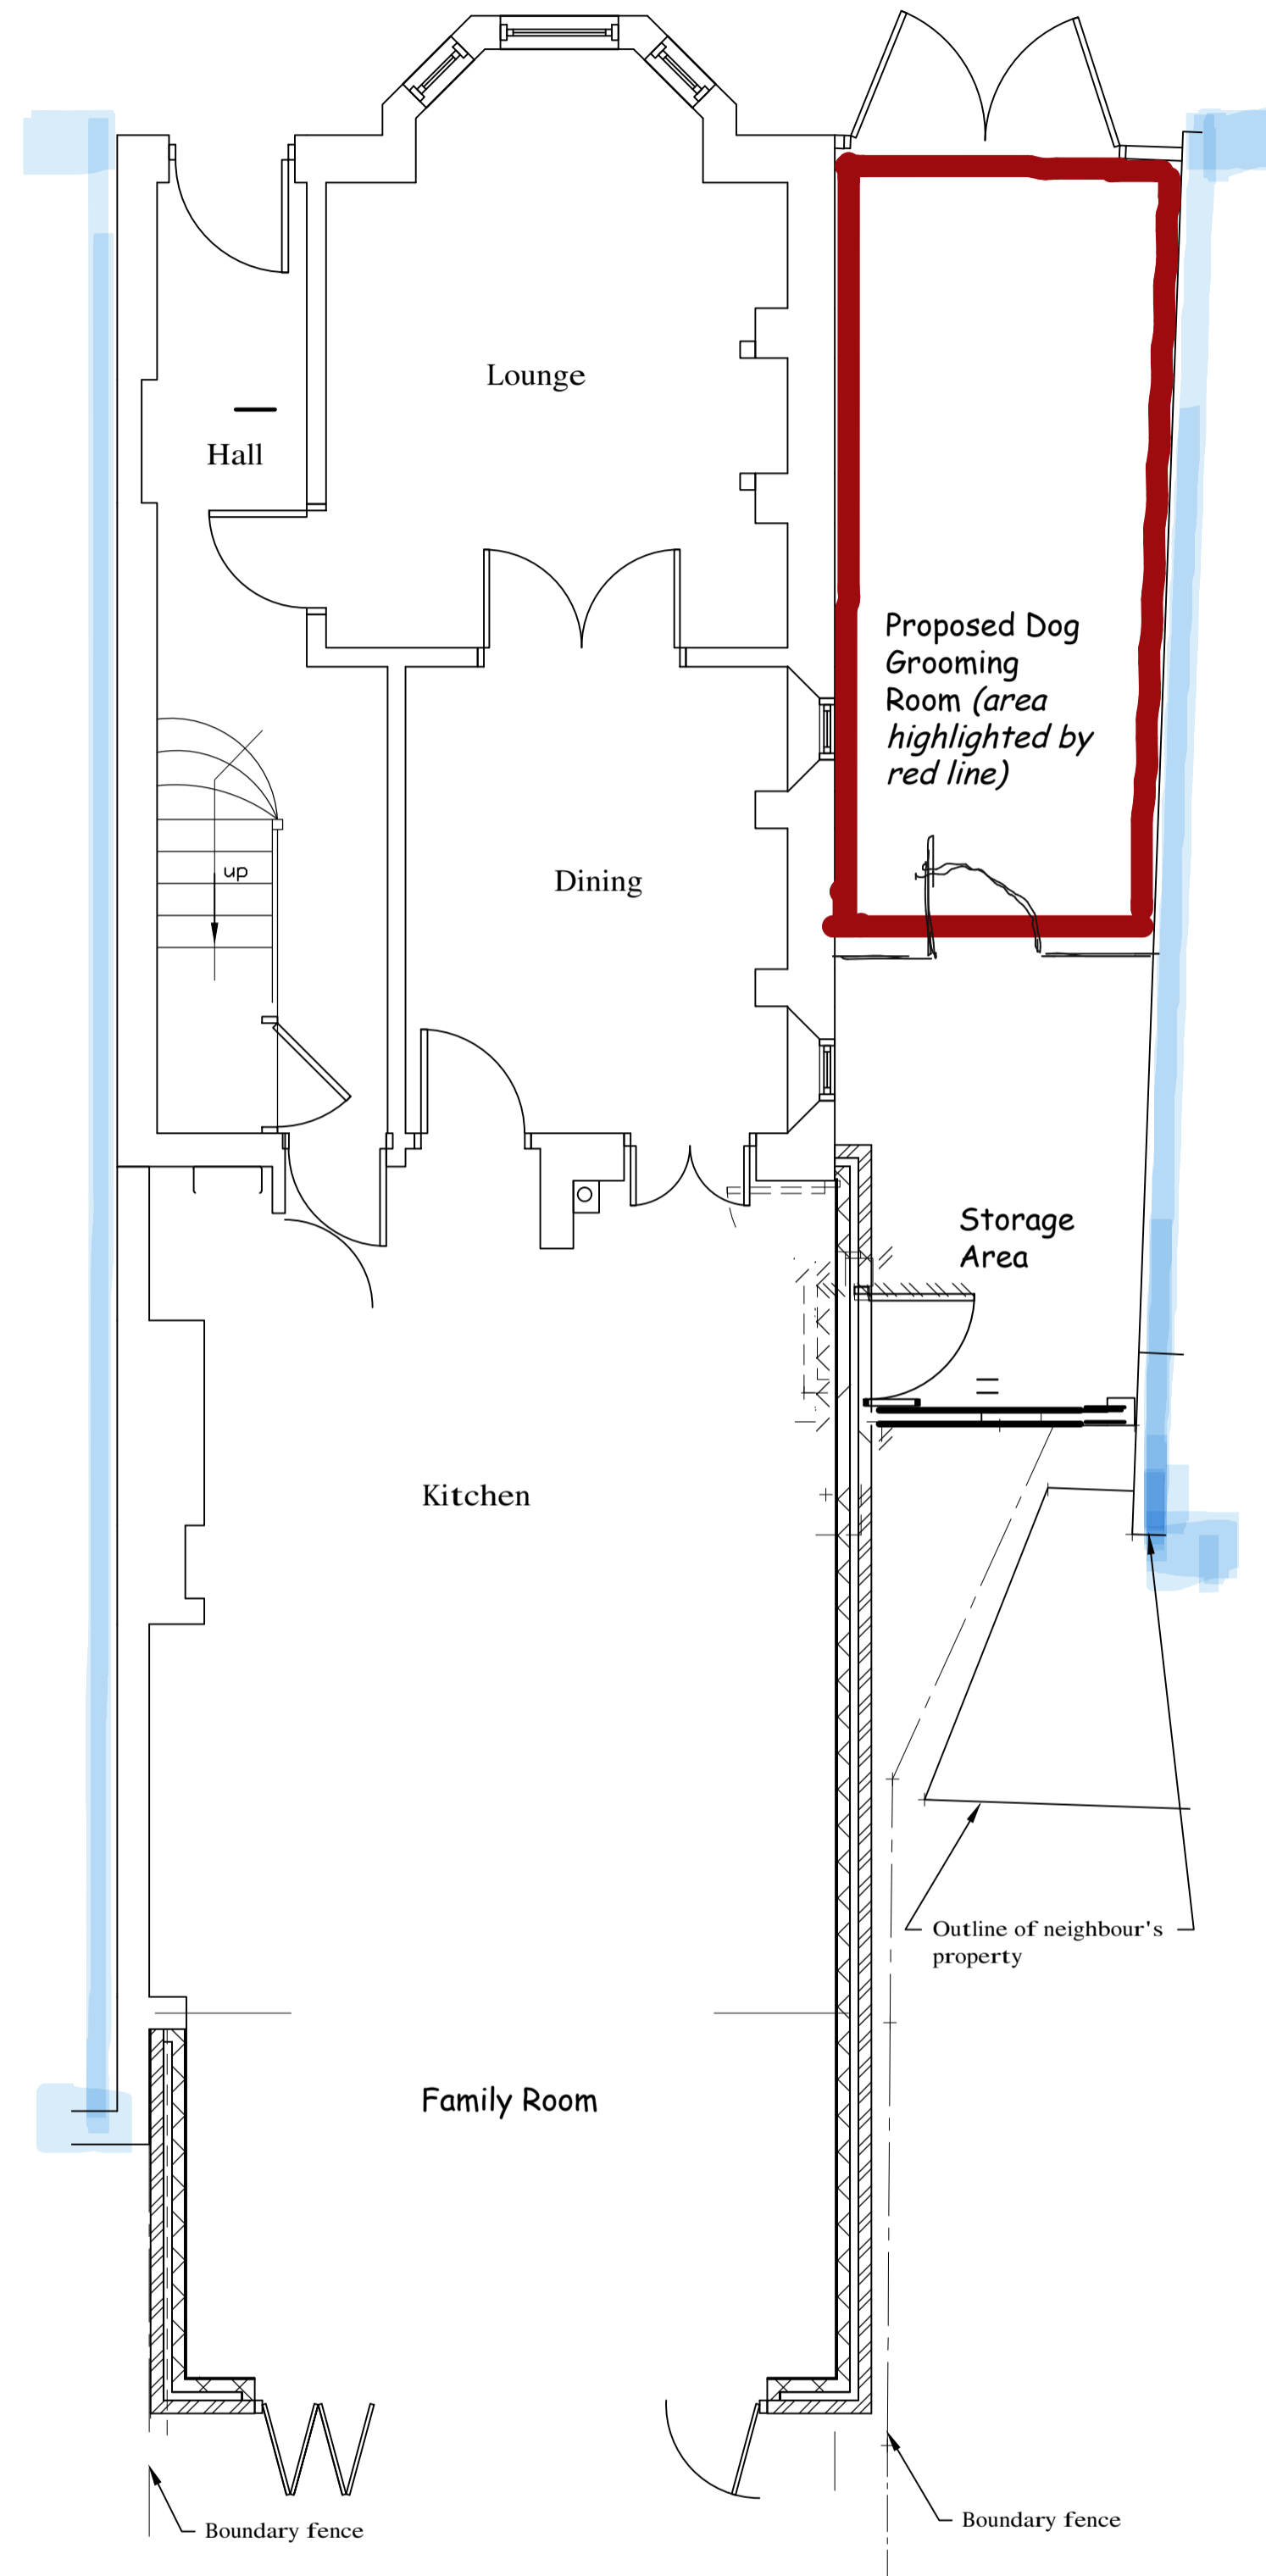 Lounge
Hall
Proposed Dog
Grooming
Room (area
highlighted by
red line)
up
Dining
Storage
Area
Kitchen
Outline of neighbour's
property
Family Room
Boundary fence
Boundary fence